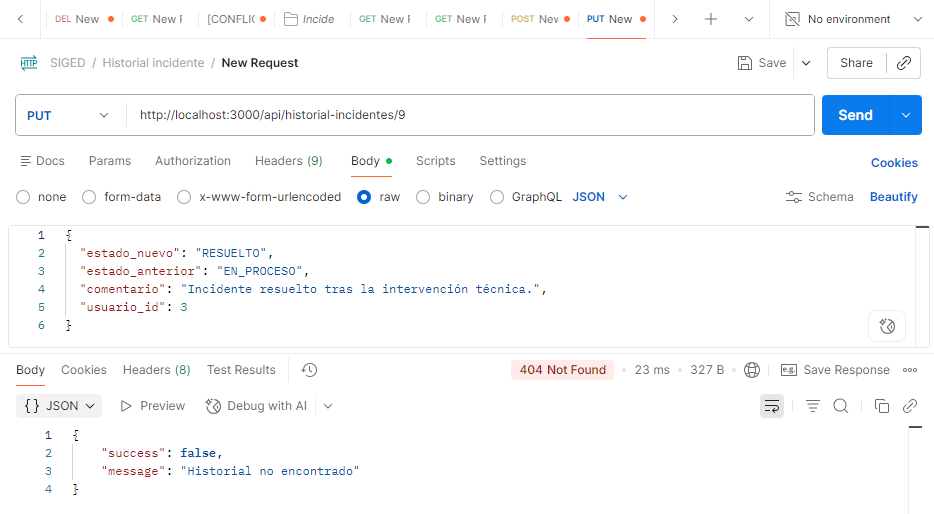 DEL New GET New F [CONFLIC Incide GET New F GET New F POST New PUT New No environment
HTTP SIGED / Historial incidente / New Request Save Share
PUT http://localhost:3000/api/historial-incidentes/9 Send
Docs Params Authorization Headers (9) Body Scripts Settings Cookies
none form-data x-www-form-urlencoded raw binary GraphQL JSON Schema Beautify
1 {
2 "estado_nuevo": "RESUELTO",
3 "estado_anterior": "EN_PROCESO",
4 "comentario": "Incidente resuelto tras la intervención técnica.",
5 "usuario_id": 3
6 }
Body Cookies Headers (8) Test Results 404 Not Found 23 ms 327 B e.g. Save Response
{} JSON Preview Debug with AI
1 {
2 "success": false,
3 "message": "Historial no encontrado"
4 }